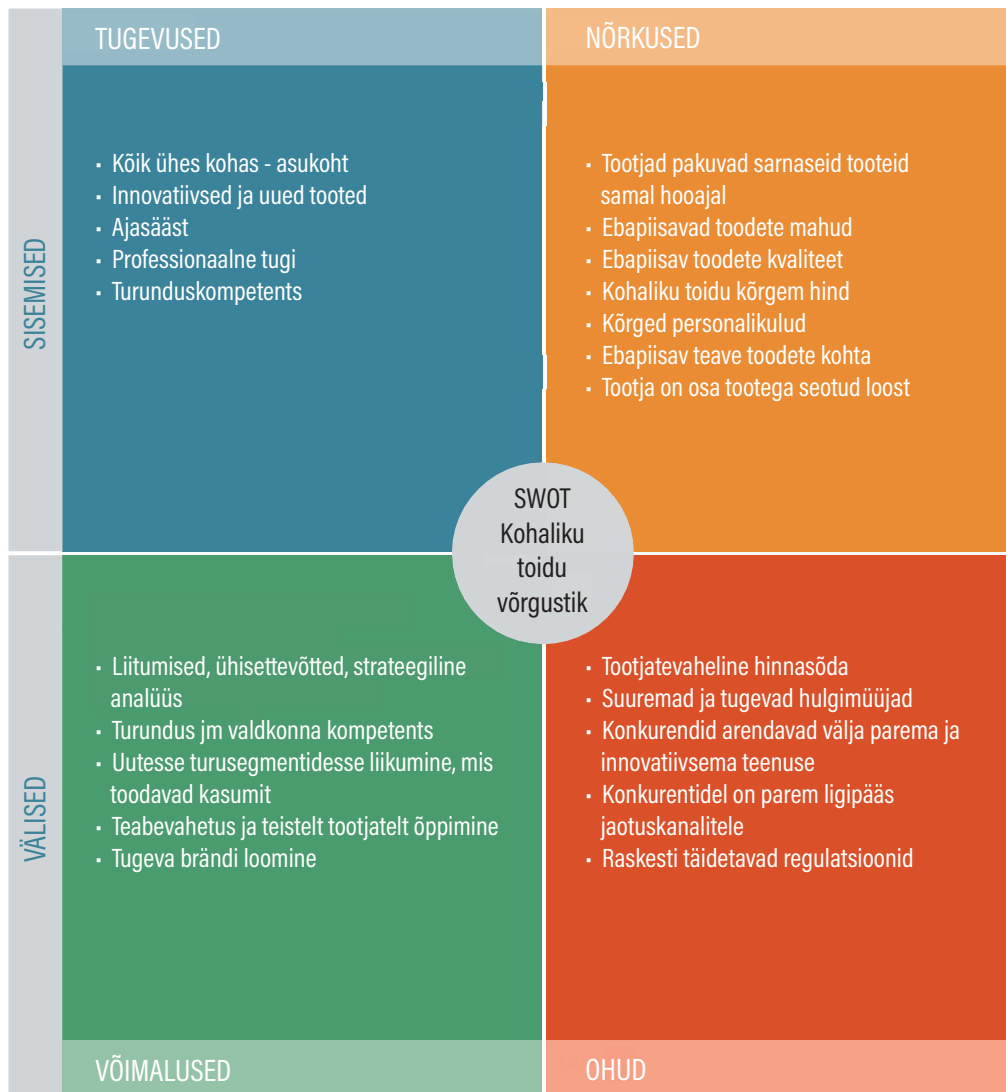 TUGEVUSED
NÕRKUSED
SISEMISED
· Kõik ühes kohas - asukoht
· Innovatiivsed ja uued tooted
· Ajasääst
· Professionaalne tugi
· Turunduskompetents
· Tootjad pakuvad sarnaseid tooteid
samal hooajal
· Ebapiisavad toodete mahud
· Ebapiisav toodete kvaliteet
· Kohaliku toidu kõrgem hind
· Kõrged personalikulud
· Ebapiisav teave toodete kohta
· Tootja on osa tootega seotud loost
SWOT
Kohaliku
toidu
võrgustik
VÄLISED
· Liitumised, ühisettevõtted, strateegiline
analüüs
· Turundus jm valdkonna kompetents
· Uutesse turusegmentidesse liikumine, mis
toodavad kasumit
· Teabevahetus ja teistelt tootjatelt õppimine
· Tugeva brändi loomine
· Tootjatevaheline hinnasõda
· Suuremad ja tugevad hulgimüüjad
· Konkurendid arendavad välja parema ja
innovatiivsema teenuse
· Konkurentidel on parem ligipääs
jaotuskanalitele
· Raskesti täidetavad regulatsioonid
VÕIMALUSED
OHUD